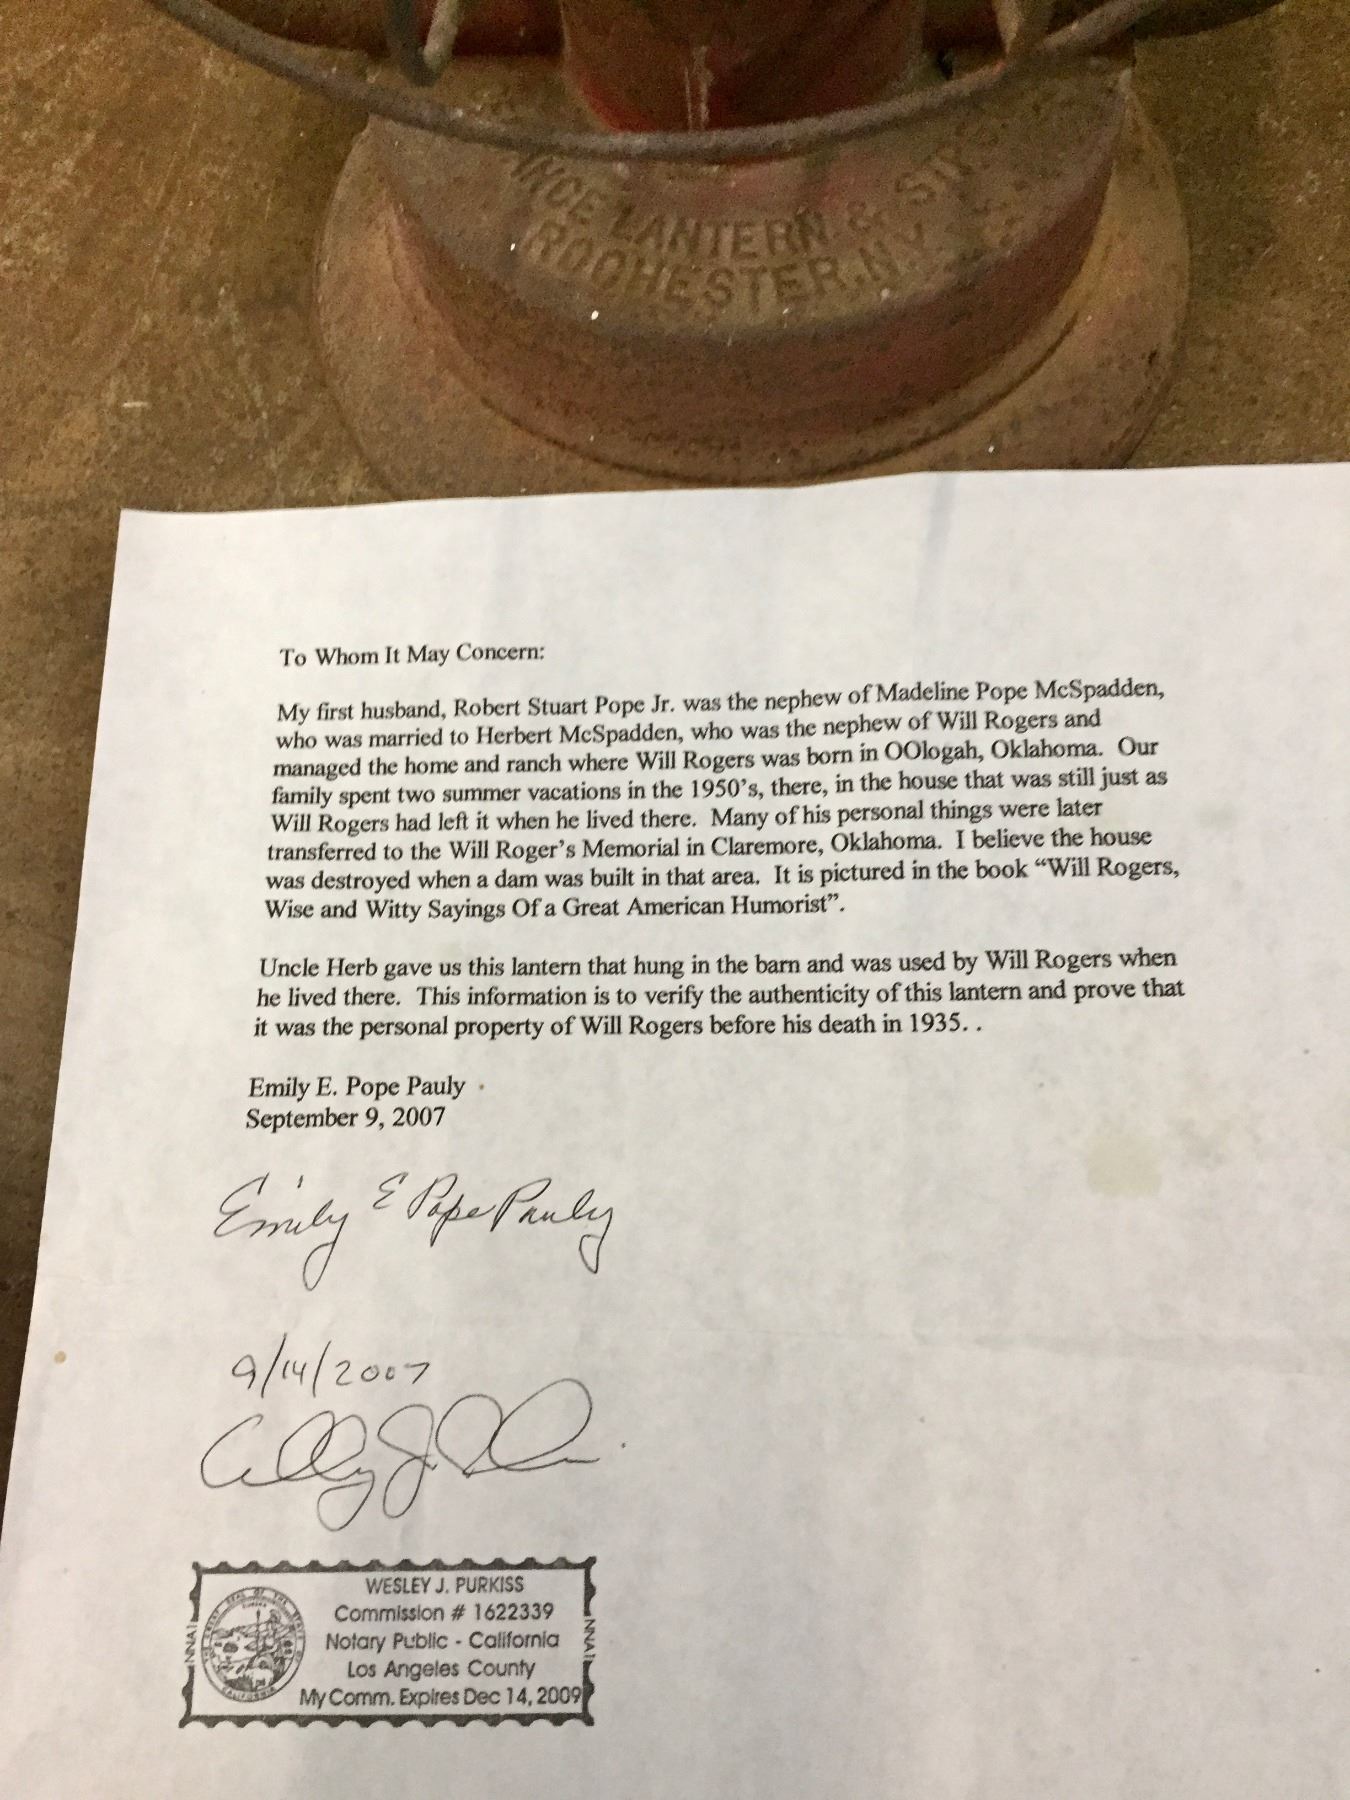 NCE LANTERN & ST
ROCHESTER, N.Y.
To Whom It May Concern:
My first husband, Robert Stuart Pope Jr. was the nephew of Madeline Pope McSpadden,
who was married to Herbert McSpadden, who was the nephew of Will Rogers and
managed the home and ranch where Will Rogers was born in OOlogah, Oklahoma. Our
family spent two summer vacations in the 1950's, there, in the house that was still just as
Will Rogers had left it when he lived there. Many of his personal things were later
transferred to the Will Roger's Memorial in Claremore, Oklahoma. I believe the house
was destroyed when a dam was built in that area. It is pictured in the book “Will Rogers,
Wise and Witty Sayings Of a Great American Humorist”.
Uncle Herb gave us this lantern that hung in the barn and was used by Will Rogers when
he lived there. This information is to verify the authenticity of this lantern and prove that
it was the personal property of Will Rogers before his death in 1935. .
Emily E. Pope Pauly
September 9, 2007
Emily E Pope Pauly
9/14/2007
WESLEY J. PURKISS
Commission # 1622339
Notary Public - California
Los Angeles County
My Comm. Expires Dec 14, 2009
NNA1
NNA1
CALIFORNIA